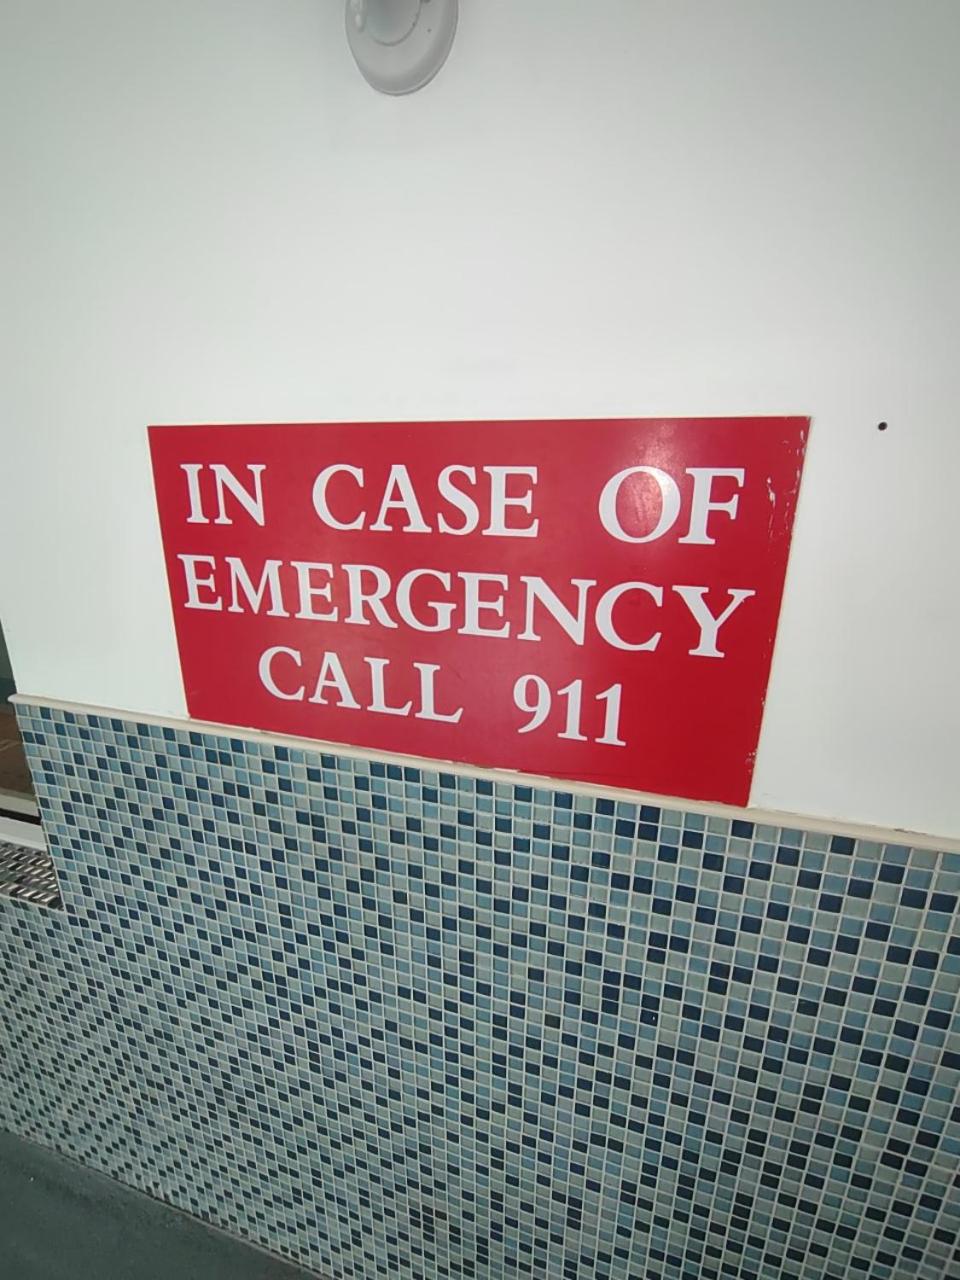 IN CASE OF
EMERGENCY
CALL 911